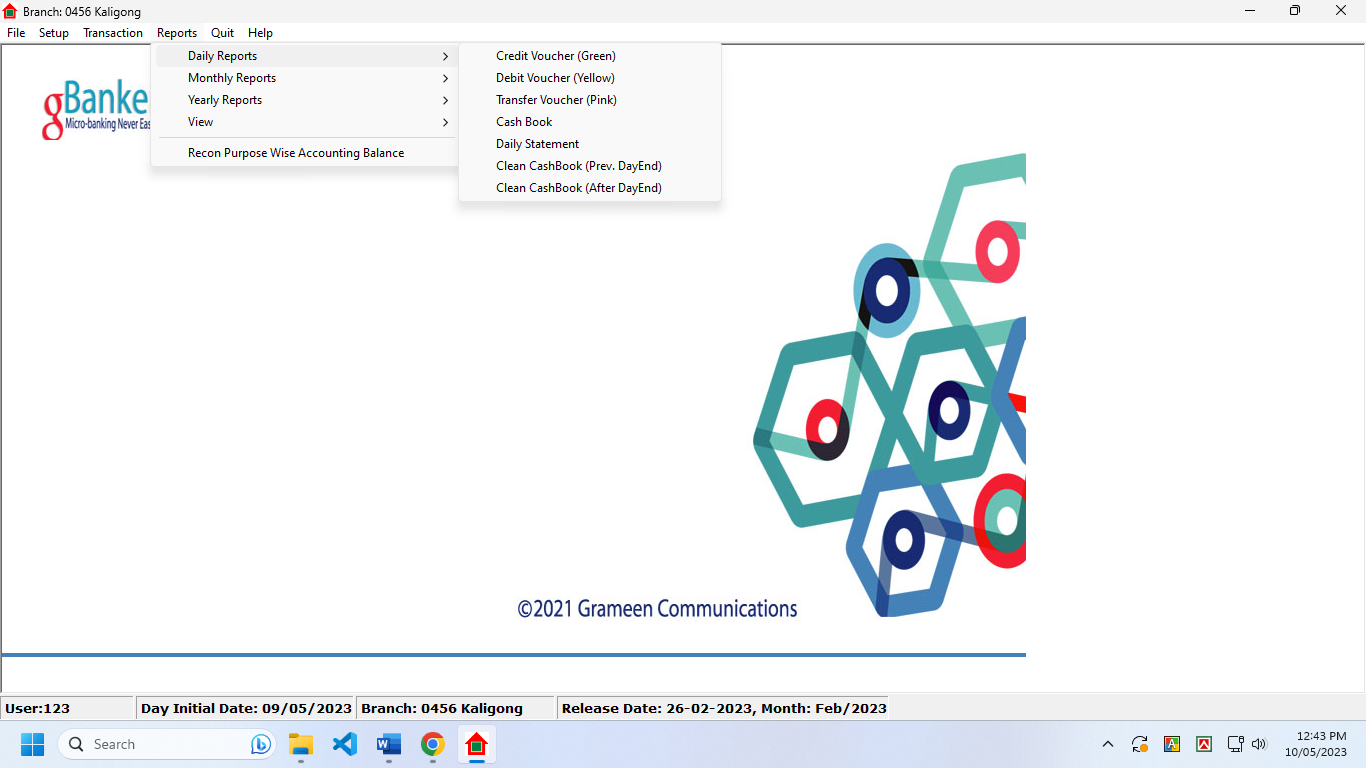 Branch: 0456 Kaligong
File Setup Transaction Reports Quit Help
Daily Reports
Monthly Reports
Yearly Reports
View
Recon Purpose Wise Accounting Balance
Credit Voucher (Green)
Debit Voucher (Yellow)
Transfer Voucher (Pink)
Cash Book
Daily Statement
Clean CashBook (Prev. DayEnd)
Clean CashBook (After DayEnd)
gBanke
Micro-banking Never Eas
©2021 Grameen Communications
User:123 Day Initial Date: 09/05/2023 Branch: 0456 Kaligong Release Date: 26-02-2023, Month: Feb/2023
Search
12:43 PM
10/05/2023